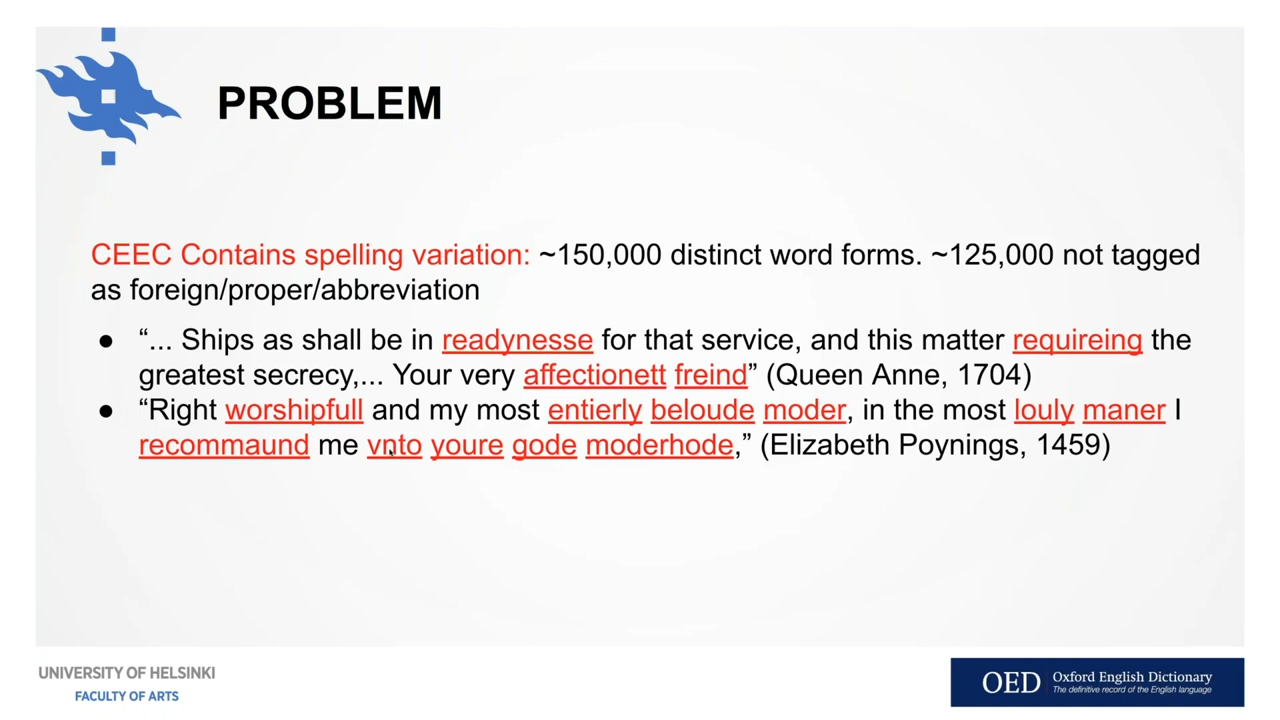 PROBLEM
CEEC Contains spelling variation: ~150,000 distinct word forms. ~125,000 not tagged
as foreign/proper/abbreviation
● “... Ships as shall be in readynesse for that service, and this matter requireing the
greatest secrecy,... Your very affectionett freind” (Queen Anne, 1704)
● “Right worshipfull and my most entierly beloude moder, in the most louly maner I
recommaund me vnto youre gode moderhode,” (Elizabeth Poynings, 1459)
UNIVERSITY OF HELSINKI
FACULTY OF ARTS
OED Oxford English Dictionary
The definitive record of the English language